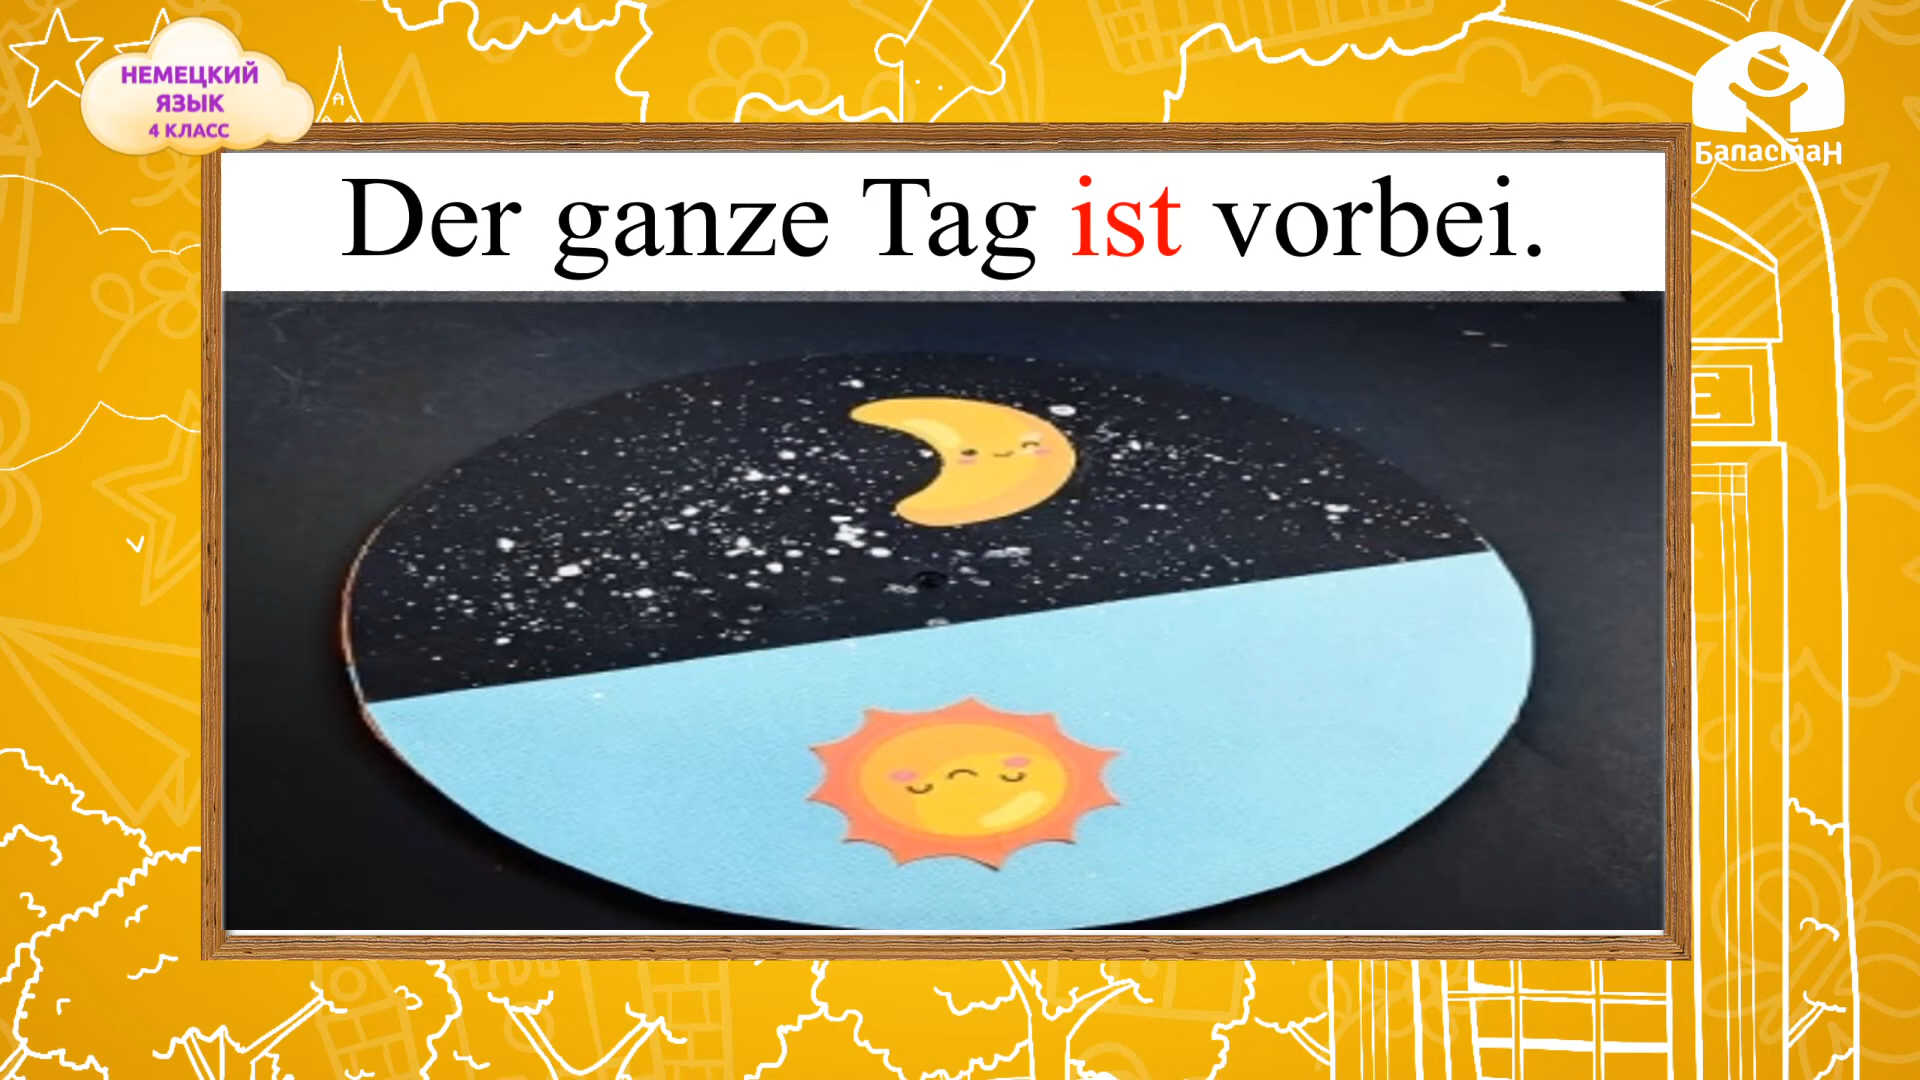 НЕМЕЦКИЙ
ЯЗЫК
4 КЛАСС
Баластан
Der ganze Tag ist vorbei.